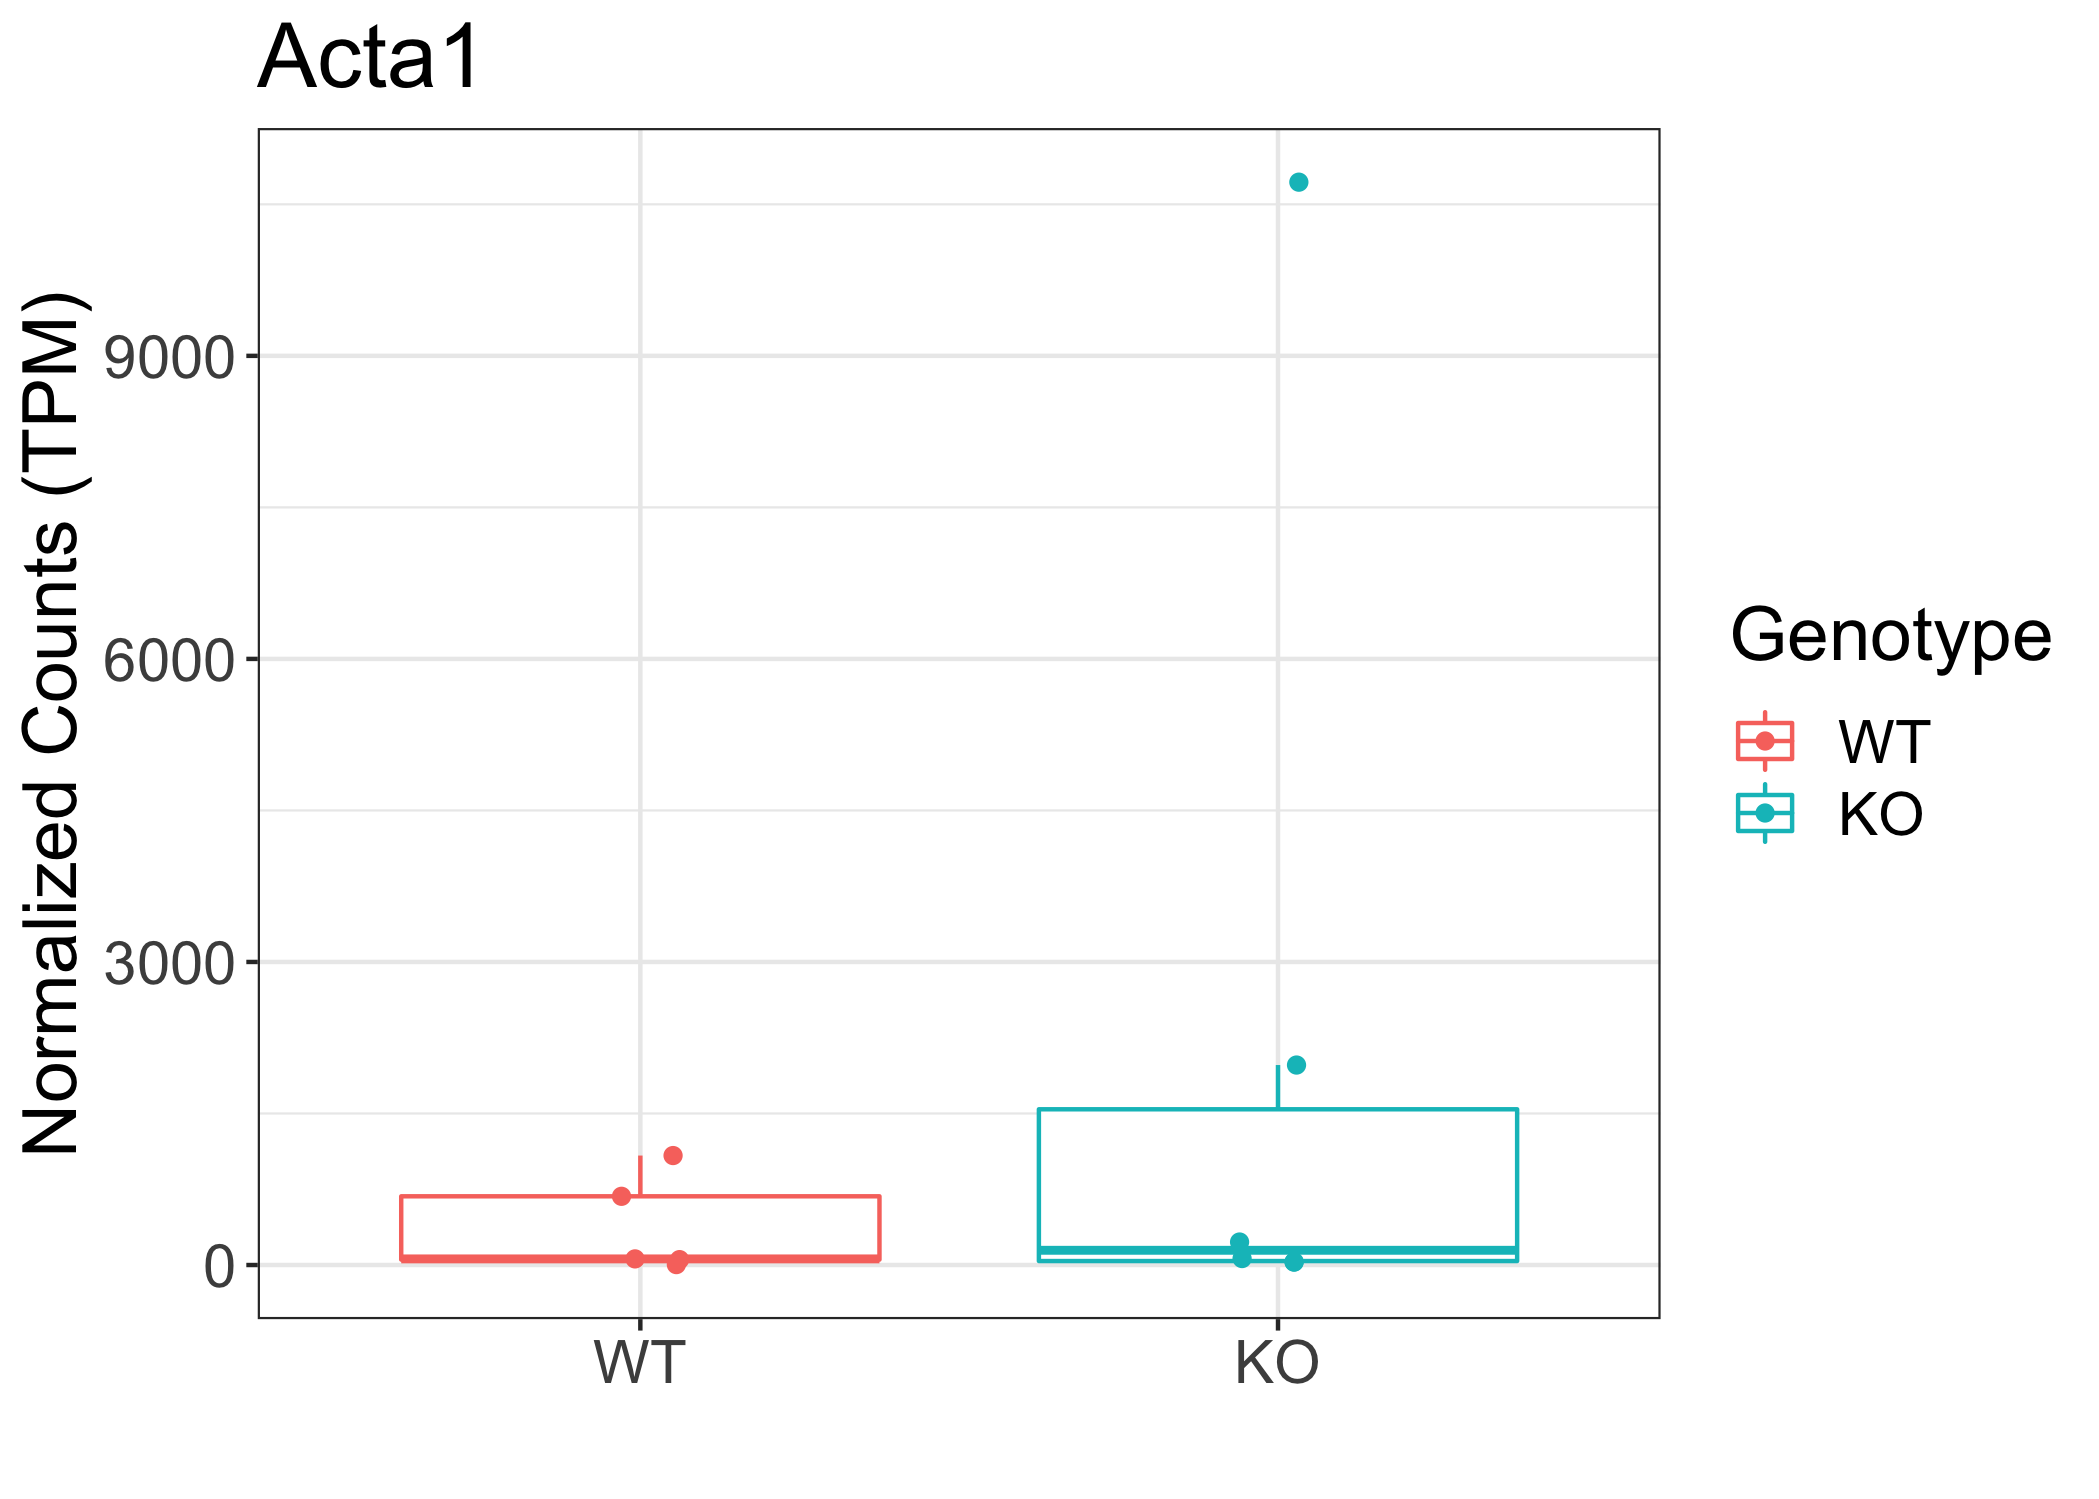 Acta1
Normalized Counts (TPM)
9000
6000
3000
0
WT
KO
Genotype
WT
KO